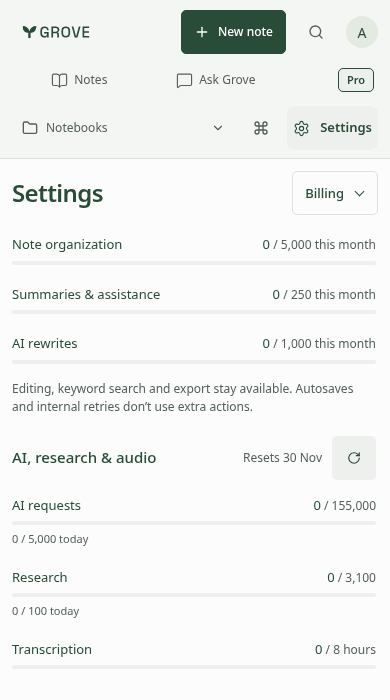 GROVE
New note
A
Notes
Ask Grove
Pro
Notebooks
Settings
Settings
Billing
Note organization
0 / 5,000 this month
Summaries & assistance
0 / 250 this month
AI rewrites
0 / 1,000 this month
Editing, keyword search and export stay available. Autosaves
and internal retries don’t use extra actions.
AI, research & audio
Resets 30 Nov
AI requests
0 / 155,000
0 / 5,000 today
Research
0 / 3,100
0 / 100 today
Transcription
0 / 8 hours